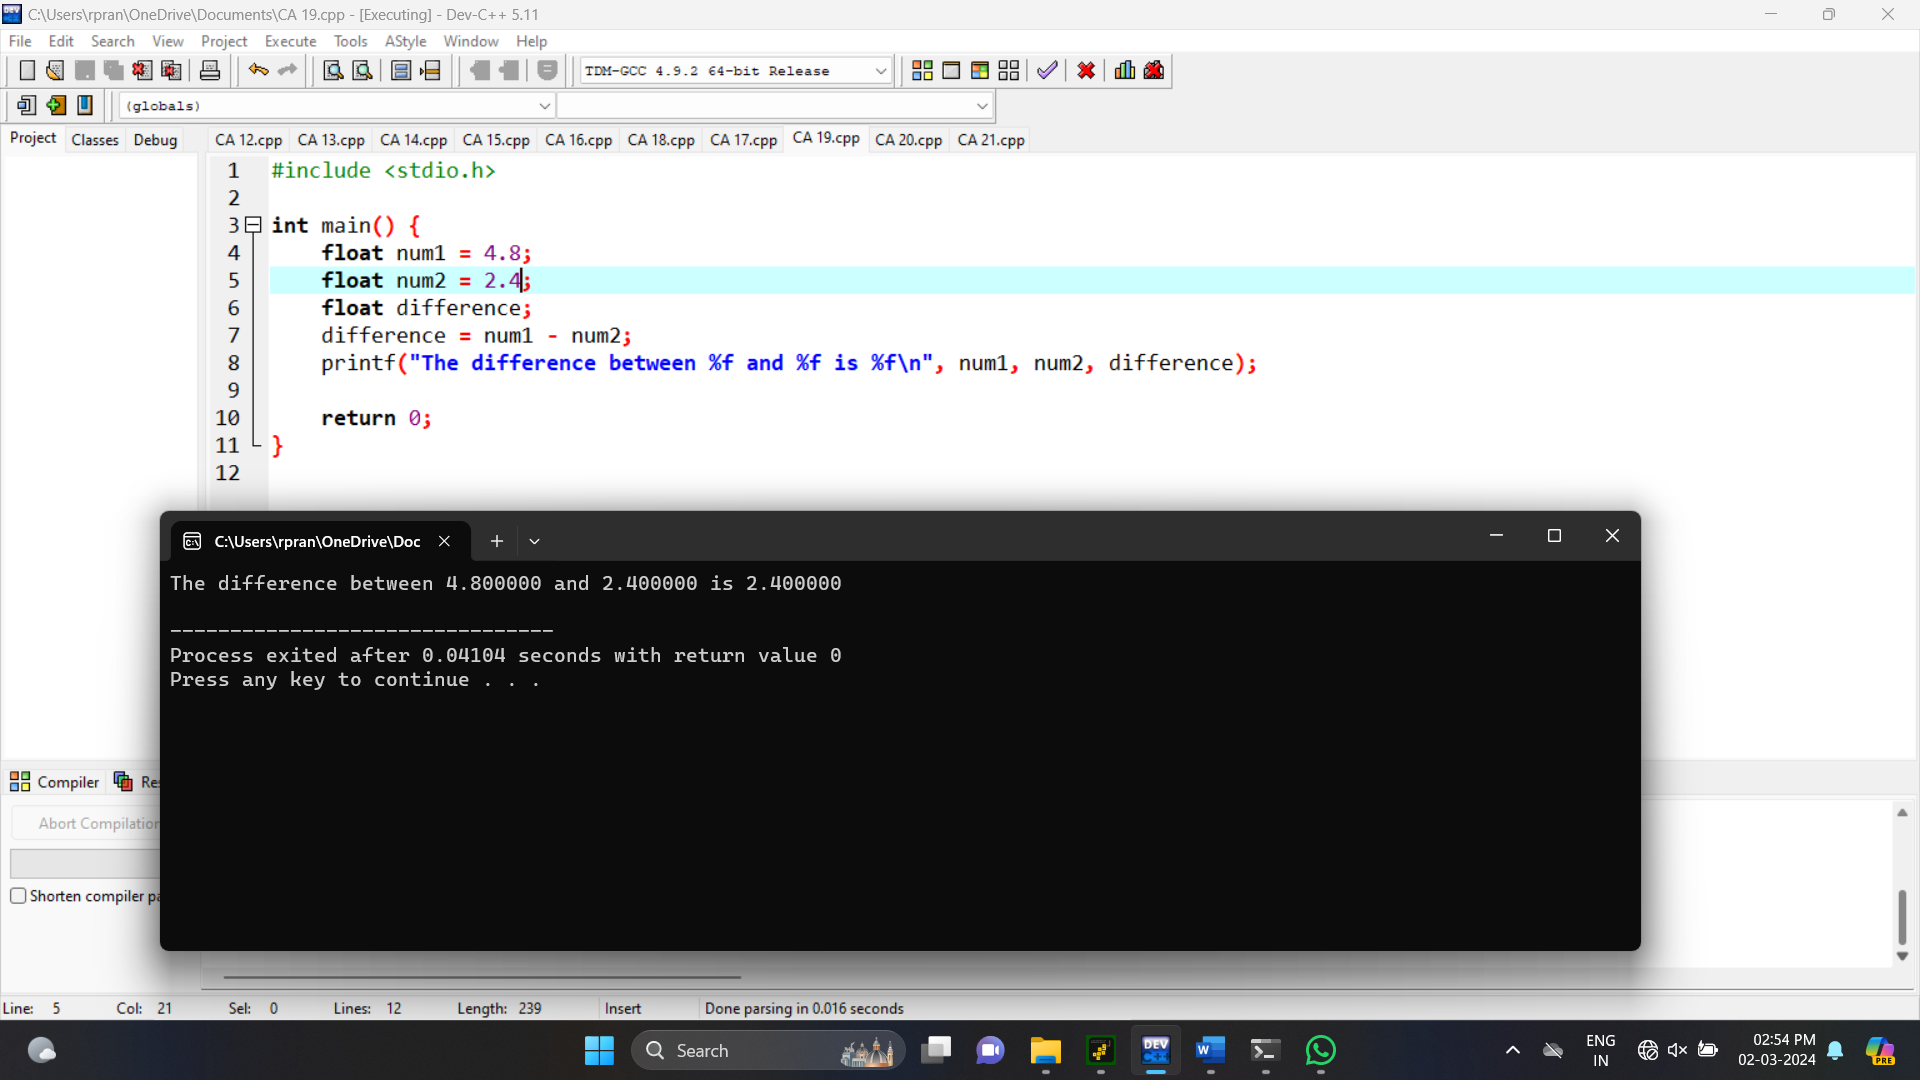 C:\Users\rpran\OneDrive\Documents\CA 19.cpp - [Executing] - Dev-C++ 5.11
File Edit Search View Project Execute Tools AStyle Window Help
TDM-GCC 4.9.2 64-bit Release
(globals)
Project Classes Debug
CA 12.cpp CA 13.cpp CA 14.cpp CA 15.cpp CA 16.cpp CA 18.cpp CA 17.cpp CA 19.cpp CA 20.cpp CA 21.cpp
1 #include <stdio.h>
2
3 int main() {
4 float num1 = 4.8;
5 float num2 = 2.4;
6 float difference;
7 difference = num1 - num2;
8 printf("The difference between %f and %f is %f\n", num1, num2, difference);
9
10 return 0;
11 }
12
C:\Users\rpran\OneDrive\Doc
The difference between 4.800000 and 2.400000 is 2.400000
--------------------------------
Process exited after 0.04104 seconds with return value 0
Press any key to continue . . .
Compiler
Abort Compilation
Shorten compiler
Line: 5 Col: 21 Sel: 0 Lines: 12 Length: 239 Insert Done parsing in 0.016 seconds
Search
DEV
W
PRE
ENG
IN
02:54 PM
02-03-2024